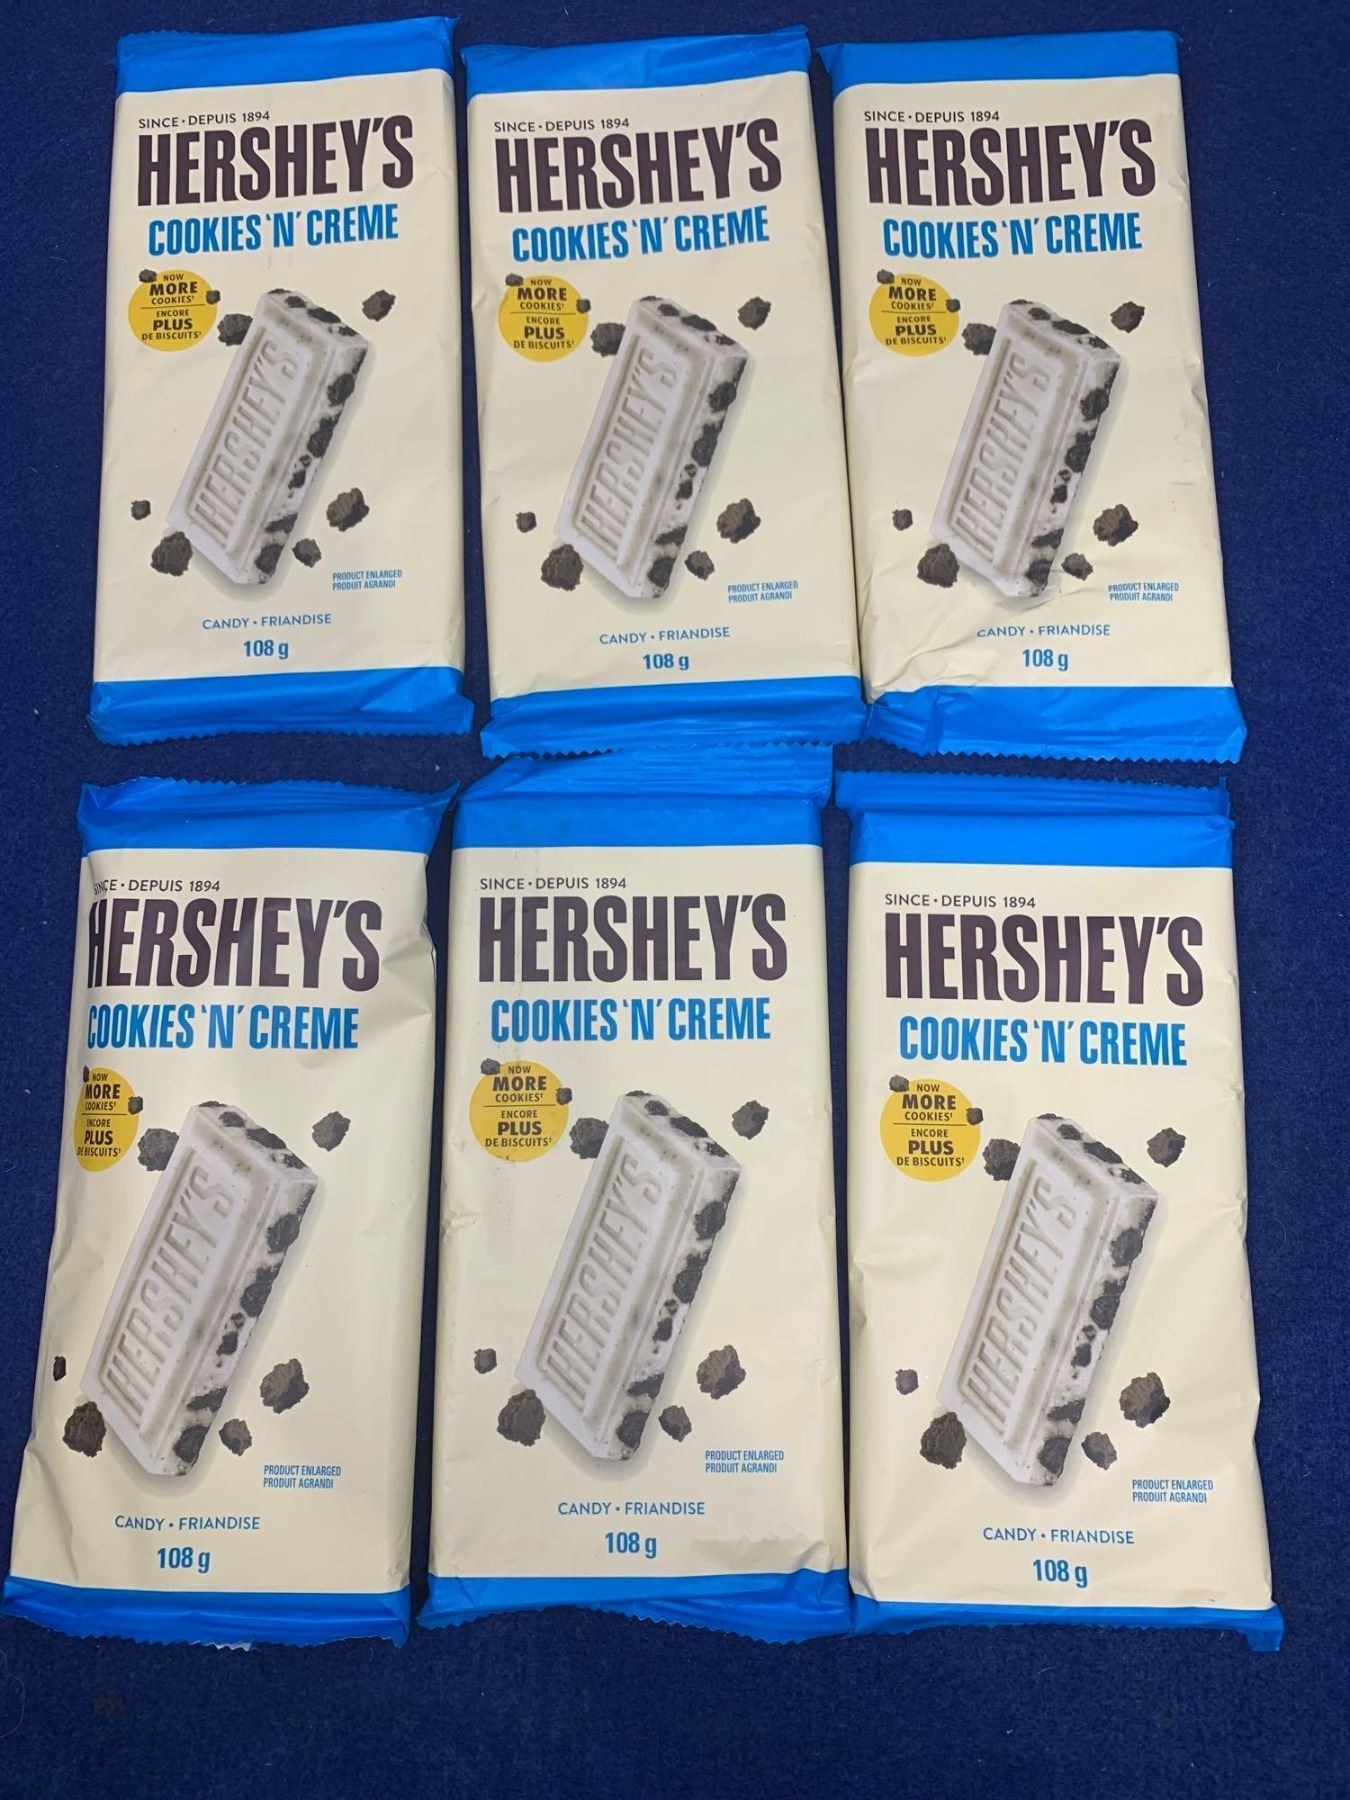 SINCE • DEPUIS 1894
HERSHEY'S
COOKIES 'N' CREME
NOW
MORE
COOKIES†
ENCORE
PLUS
DE BISCUITS†
HERSHEY'S
PRODUCT ENLARGED
PRODUIT AGRANDI
CANDY • FRIANDISE
108 g
SINCE • DEPUIS 1894
HERSHEY'S
COOKIES 'N' CREME
NOW
MORE
COOKIES†
ENCORE
PLUS
DE BISCUITS†
HERSHEY'S
PRODUCT ENLARGED
PRODUIT AGRANDI
CANDY • FRIANDISE
108 g
SINCE • DEPUIS 1894
HERSHEY'S
COOKIES 'N' CREME
NOW
MORE
COOKIES†
ENCORE
PLUS
DE BISCUITS†
HERSHEY'S
PRODUCT ENLARGED
PRODUIT AGRANDI
CANDY • FRIANDISE
108 g
SINCE • DEPUIS 1894
HERSHEY'S
COOKIES 'N' CREME
NOW
MORE
COOKIES†
ENCORE
PLUS
DE BISCUITS†
HERSHEY'S
PRODUCT ENLARGED
PRODUIT AGRANDI
CANDY • FRIANDISE
108 g
SINCE • DEPUIS 1894
HERSHEY'S
COOKIES 'N' CREME
NOW
MORE
COOKIES†
ENCORE
PLUS
DE BISCUITS†
HERSHEY'S
PRODUCT ENLARGED
PRODUIT AGRANDI
CANDY • FRIANDISE
108 g
SINCE • DEPUIS 1894
HERSHEY'S
COOKIES 'N' CREME
NOW
MORE
COOKIES†
ENCORE
PLUS
DE BISCUITS†
HERSHEY'S
PRODUCT ENLARGED
PRODUIT AGRANDI
CANDY • FRIANDISE
108 g